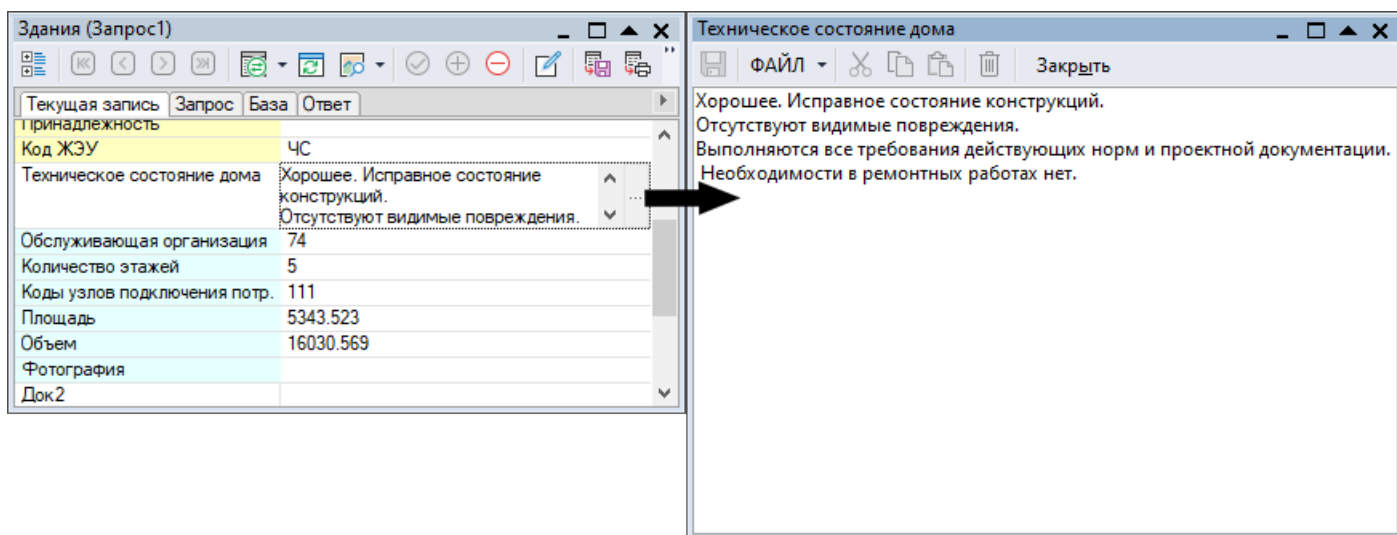 Здания (Запрос1)
Текущая запись Запрос База Ответ
Принадлежность
Код ЖЭУ ЧС
Техническое состояние дома Хорошее. Исправное состояние
конструкций.
Отсутствуют видимые повреждения.
Обслуживающая организация 74
Количество этажей 5
Коды узлов подключения потр. 111
Площадь 5343.523
Объем 16030.569
Фотография
Док2
Техническое состояние дома
ФАЙЛ Закрыть
Хорошее. Исправное состояние конструкций.
Отсутствуют видимые повреждения.
Выполняются все требования действующих норм и проектной документации.
Необходимости в ремонтных работах нет.